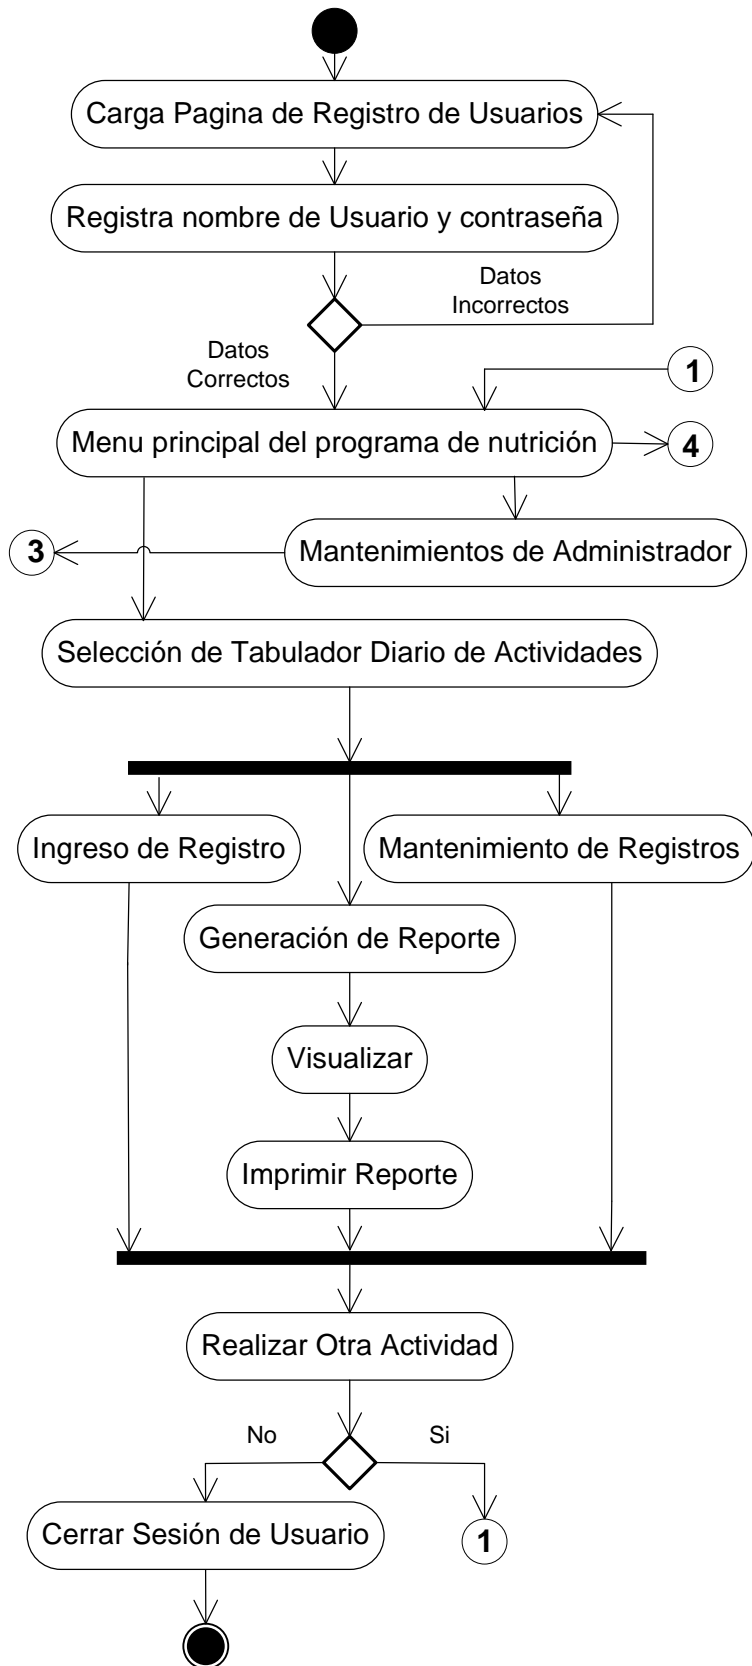 Carga Pagina de Registro de Usuarios
Registra nombre de Usuario y contraseña
Datos
Incorrectos
Datos
Correctos
1
Menu principal del programa de nutrición
4
3
Mantenimientos de Administrador
Selección de Tabulador Diario de Actividades
Ingreso de Registro
Mantenimiento de Registros
Generación de Reporte
Visualizar
Imprimir Reporte
Realizar Otra Actividad
No
Si
Cerrar Sesión de Usuario
1